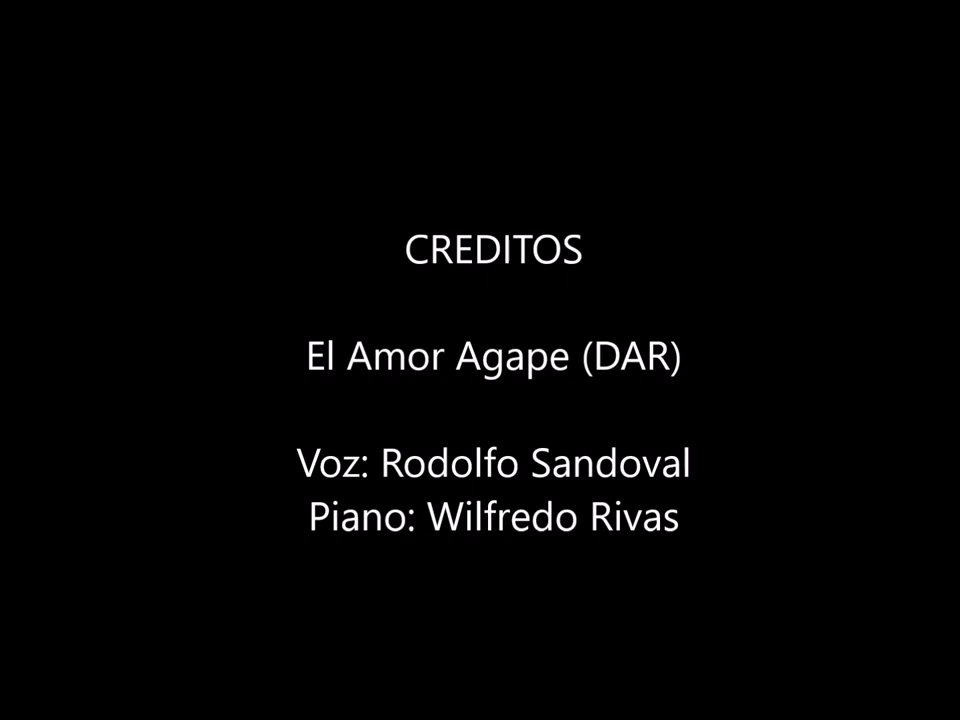 CREDITOS
El Amor Agape (DAR)
Voz: Rodolfo Sandoval
Piano: Wilfredo Rivas